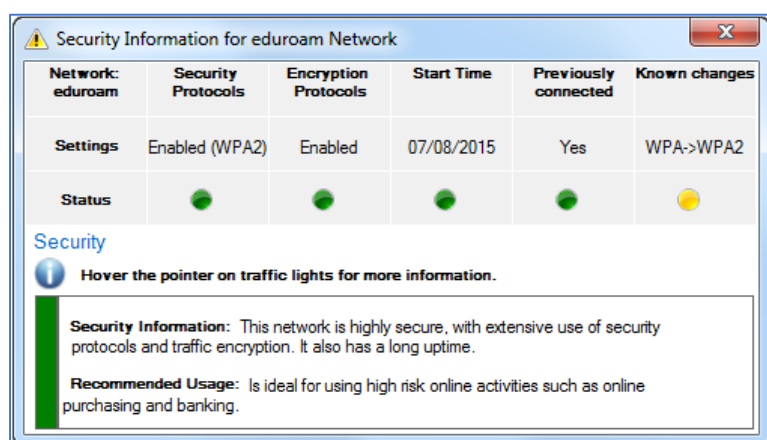 Security Information for eduroam Network
Network: eduroam Security Protocols Encryption Protocols Start Time Previously connected Known changes
Settings Enabled (WPA2) Enabled 07/08/2015 Yes WPA->WPA2
Status
Security
Hover the pointer on traffic lights for more information.
Security Information: This network is highly secure, with extensive use of security
protocols and traffic encryption. It also has a long uptime.
Recommended Usage: Is ideal for using high risk online activities such as online
purchasing and banking.